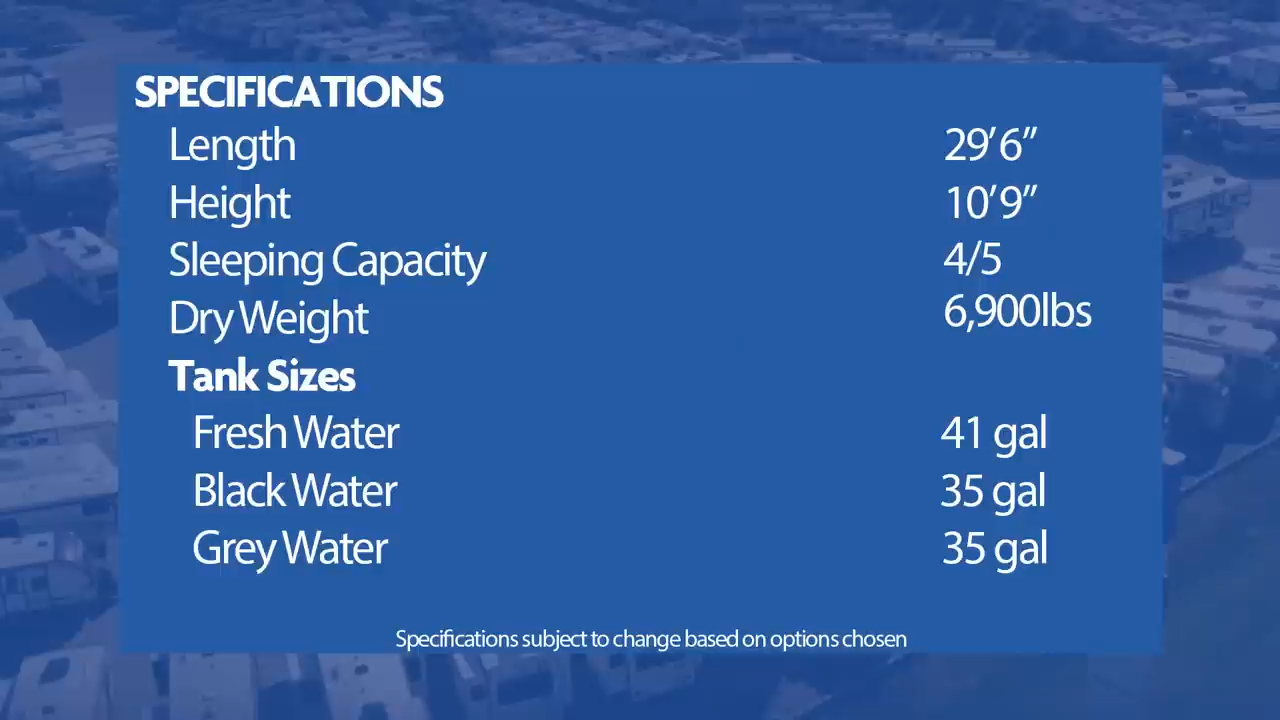 SPECIFICATIONS
Length 29’6”
Height 10’9”
Sleeping Capacity 4/5
Dry Weight 6,900lbs
Tank Sizes
Fresh Water 41 gal
Black Water 35 gal
Grey Water 35 gal
Specifications subject to change based on options chosen